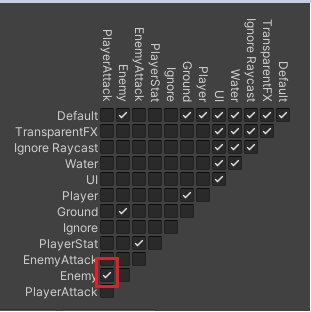 PlayerAttack
Enemy
EnemyAttack
PlayerStat
Ignore
Ground
Player
UI
Water
Ignore Raycast
TransparentFX
Default
Default
TransparentFX
Ignore Raycast
Water
UI
Player
Ground
Ignore
PlayerStat
EnemyAttack
Enemy
PlayerAttack